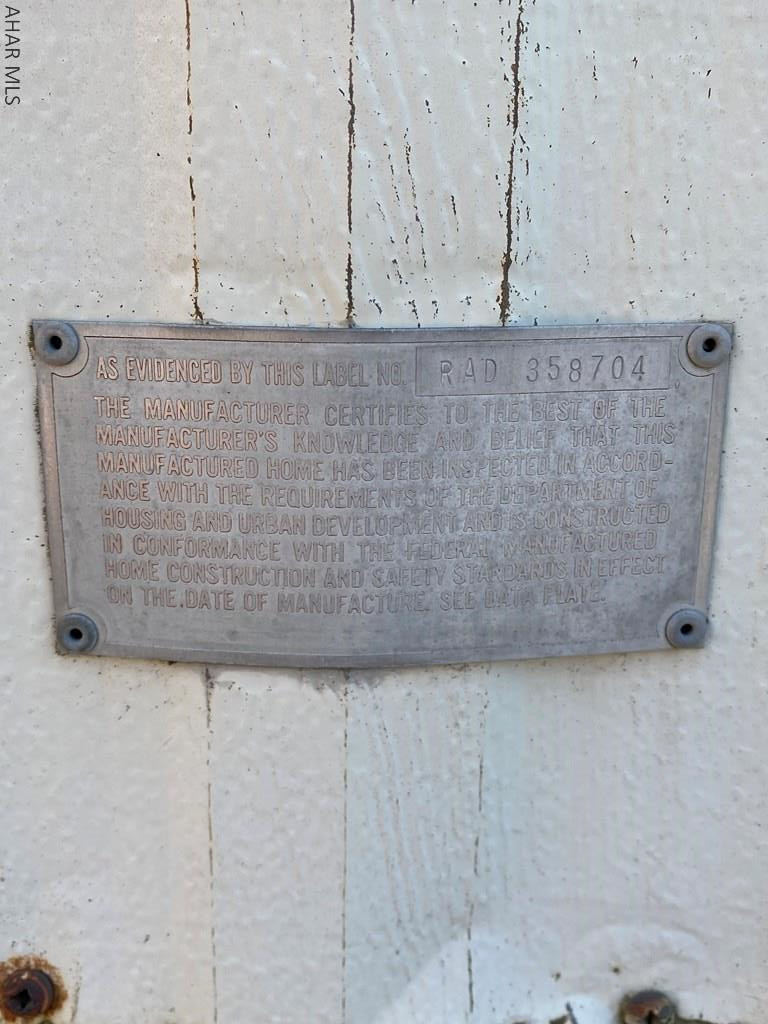 AHAR MLS
AS EVIDENCED BY THIS LABEL NO. RAD 358704 .
THE MANUFACTURER CERTIFIES TO THE BEST OF THE
MANUFACTURER'S KNOWLEDGE AND BELIEF THAT THIS
MANUFACTURED HOME HAS BEEN INSPECTED IN ACCORD-
ANCE WITH THE REQUIREMENTS OF THE DEPARTMENT OF
HOUSING AND URBAN DEVELOPMENT AND IS CONSTRUCTED
IN CONFORMANCE WITH THE FEDERAL MANUFACTURED
HOME CONSTRUCTION AND SAFETY STANDARDS IN EFFECT
ON THE DATE OF MANUFACTURE. SEE DATA PLATE.